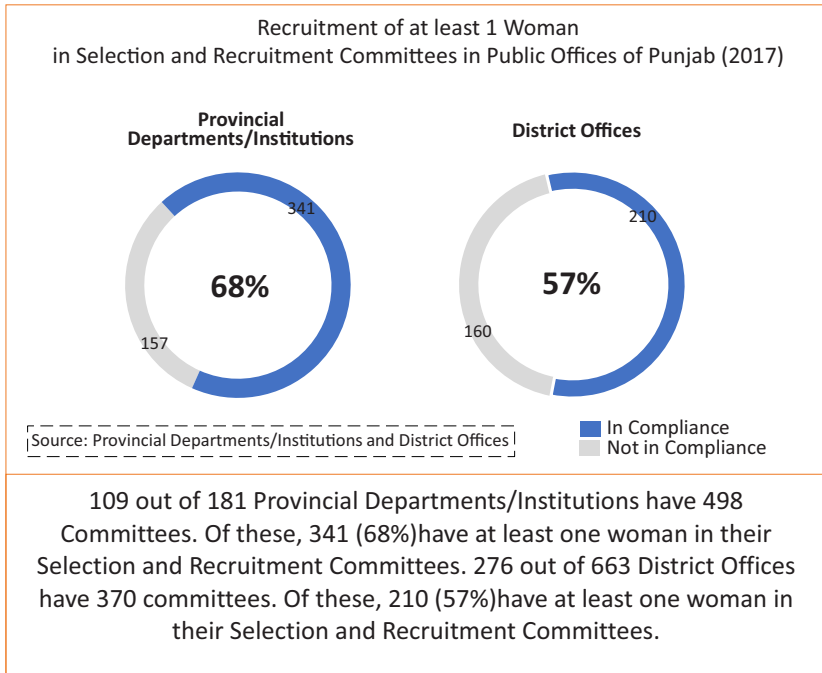 Recruitment of at least 1 Woman
in Selection and Recruitment Committees in Public Offices of Punjab (2017)
Provincial
Departments/Institutions
341
68%
157
District Offices
210
57%
160
Source: Provincial Departments/Institutions and District Offices
In Compliance
Not in Compliance
109 out of 181 Provincial Departments/Institutions have 498
Committees. Of these, 341 (68%)have at least one woman in their
Selection and Recruitment Committees. 276 out of 663 District Offices
have 370 committees. Of these, 210 (57%)have at least one woman in
their Selection and Recruitment Committees.